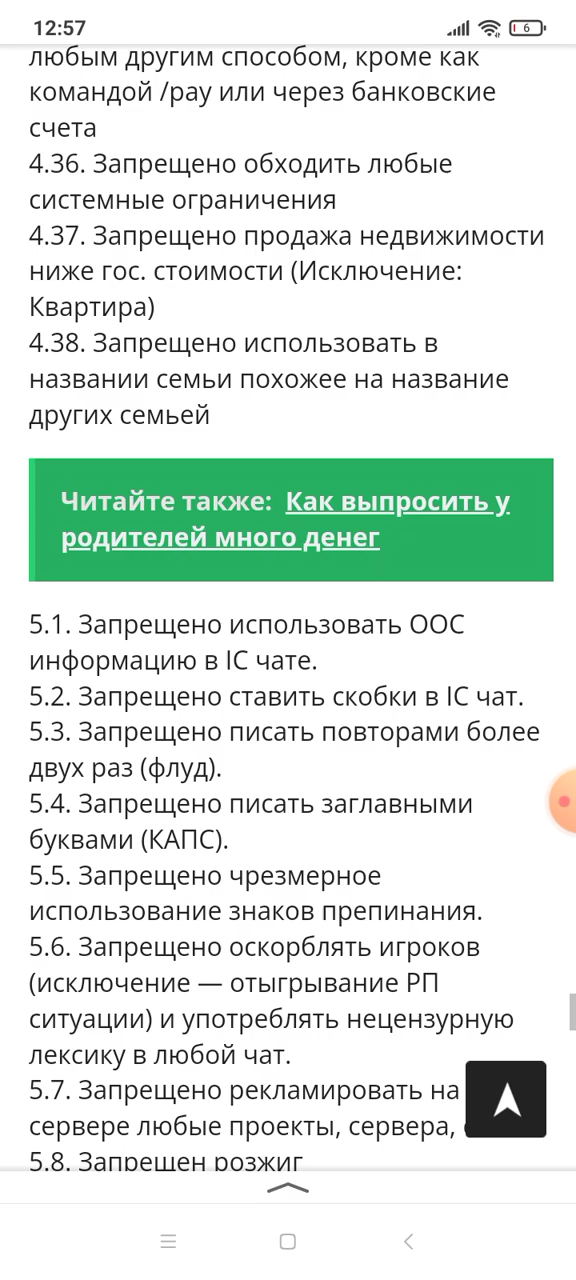 12:57
6
любым другим способом, кроме как
командой /pay или через банковские
счета
4.36. Запрещено обходить любые
системные ограничения
4.37. Запрещено продажа недвижимости
ниже гос. стоимости (Исключение:
Квартира)
4.38. Запрещено использовать в
названии семьи похожее на название
других семьей
Читайте также: Как выпросить у
родителей много денег
5.1. Запрещено использовать ООС
информацию в IC чате.
5.2. Запрещено ставить скобки в IC чат.
5.3. Запрещено писать повторами более
двух раз (флуд).
5.4. Запрещено писать заглавными
буквами (КАПС).
5.5. Запрещено чрезмерное
использование знаков препинания.
5.6. Запрещено оскорблять игроков
(исключение — отыгрывание РП
ситуации) и употреблять нецензурную
лексику в любой чат.
5.7. Запрещено рекламировать на
сервере любые проекты, сервера,
5.8. Запрещен розжиг